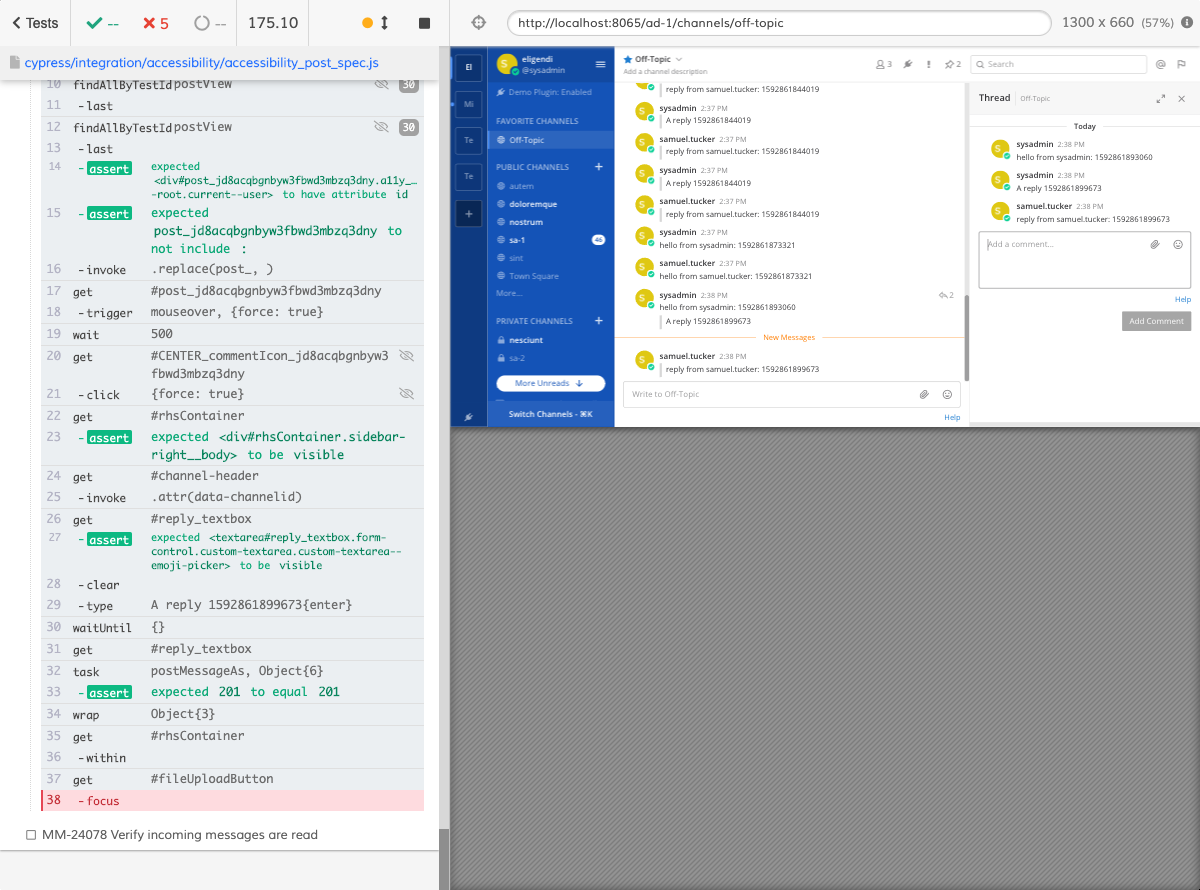 Tests
--
5
--
175.10
http://localhost:8065/ad-1/channels/off-topic
1300 x 660 (57%)
cypress/integration/accessibility/accessibility_post_spec.js
10 findAllByTestId postView 30
11 -last
12 findAllByTestId postView 30
13 -last
14 -assert expected
<div#post_jd8acqbgnbyw3fbwd3mbzq3dny.a11y_…
-root.current--user> to have attribute id
15 -assert expected
post_jd8acqbgnbyw3fbwd3mbzq3dny to
not include :
16 -invoke .replace(post_, )
17 get #post_jd8acqbgnbyw3fbwd3mbzq3dny
18 -trigger mouseover, {force: true}
19 wait 500
20 get #CENTER_commentIcon_jd8acqbgnbyw3
fbwd3mbzq3dny
21 -click {force: true}
22 get #rhsContainer
23 -assert expected <div#rhsContainer.sidebar-
right__body> to be visible
24 get #channel-header
25 -invoke .attr(data-channelid)
26 get #reply_textbox
27 -assert expected <textarea#reply_textbox.form-
control.custom-textarea.custom-textarea--
emoji-picker> to be visible
28 -clear
29 -type A reply 1592861899673{enter}
30 waitUntil {}
31 get #reply_textbox
32 task postMessageAs, Object{6}
33 -assert expected 201 to equal 201
34 wrap Object{3}
35 get #rhsContainer
36 -within
37 get #fileUploadButton
38 -focus
MM-24078 Verify incoming messages are read
El
Mi
Te
Te
+
S
eligendi
@sysadmin
Demo Plugin: Enabled
FAVORITE CHANNELS
Off-Topic
PUBLIC CHANNELS +
autem
doloremque
nostrum
sa-1 46
sint
Town Square
More...
PRIVATE CHANNELS +
nesciunt
sa-2
More Unreads
Switch Channels - ⌘K
Off-Topic
Add a channel description
3
2
Search
reply from samuel.tucker: 1592861844019
S sysadmin 2:37 PM
A reply 1592861844019
S samuel.tucker 2:37 PM
reply from samuel.tucker: 1592861844019
S sysadmin 2:37 PM
A reply 1592861844019
S samuel.tucker 2:37 PM
reply from samuel.tucker: 1592861844019
S sysadmin 2:37 PM
hello from sysadmin: 1592861873321
S samuel.tucker 2:37 PM
hello from samuel.tucker: 1592861873321
S sysadmin 2:38 PM 2
hello from sysadmin: 1592861893060
A reply 1592861899673
New Messages
S samuel.tucker 2:38 PM
reply from samuel.tucker: 1592861899673
Write to Off-Topic
Help
Thread Off-Topic
Today
S sysadmin 2:38 PM
hello from sysadmin: 1592861893060
S sysadmin 2:38 PM
A reply 1592861899673
S samuel.tucker 2:38 PM
reply from samuel.tucker: 1592861899673
Add a comment...
Help
Add Comment